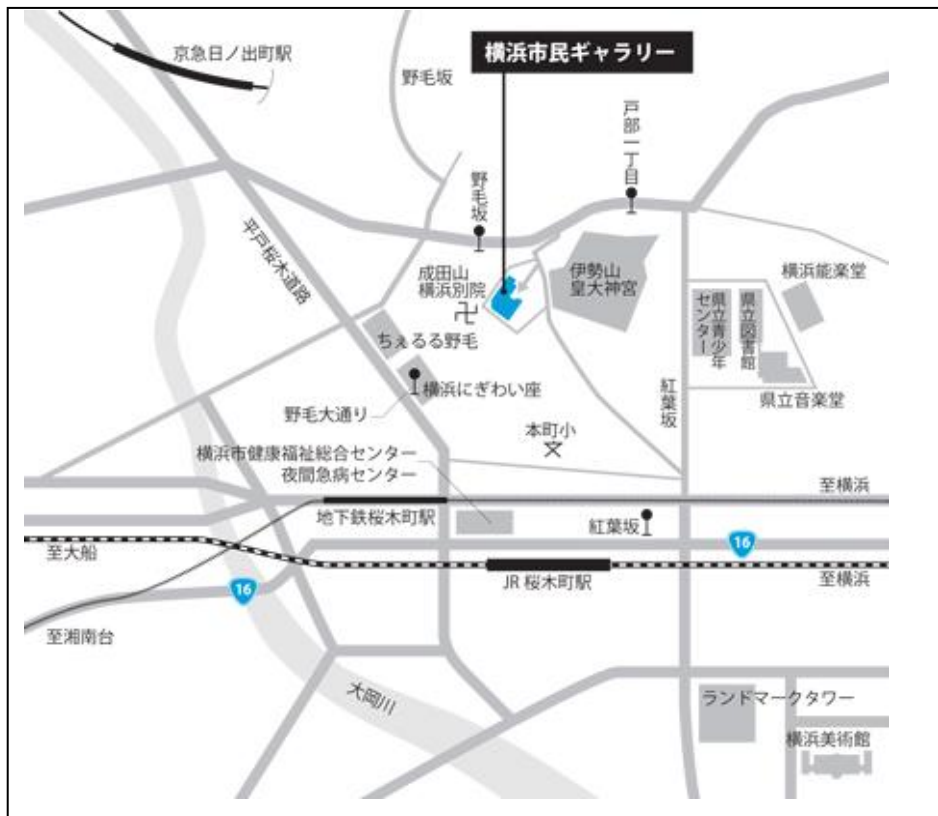 京急日ノ出町駅
横浜市民ギャラリー
野毛坂
戸部一丁目
野毛坂
平戸桜木道路
成田山
横浜別院
卍
伊勢山
皇大神宮
横浜能楽堂
県立青少年
センター
県立図書館
ちぇるる野毛
横浜にぎわい座
紅葉坂
県立音楽堂
野毛大通り
本町小
文
横浜市健康福祉総合センター
夜間急病センター
至横浜
地下鉄桜木町駅
紅葉坂
16
至大船
JR 桜木町駅
至横浜
16
至湘南台
大岡川
ランドマークタワー
横浜美術館